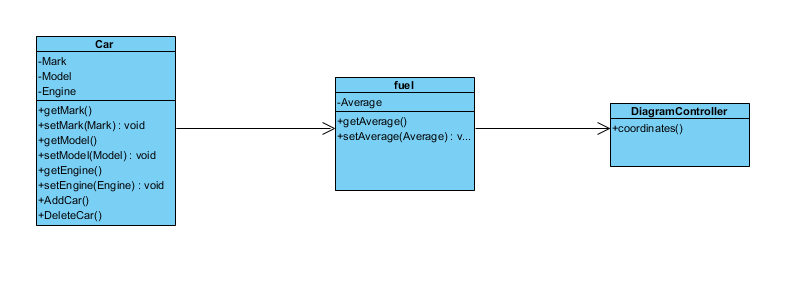 Car
-Mark
-Model
-Engine
+getMark()
+setMark(Mark) : void
+getModel()
+setModel(Model) : void
+getEngine()
+setEngine(Engine) : void
+AddCar()
+DeleteCar()
fuel
-Average
+getAverage()
+setAverage(Average) : v...
DiagramController
+coordinates()